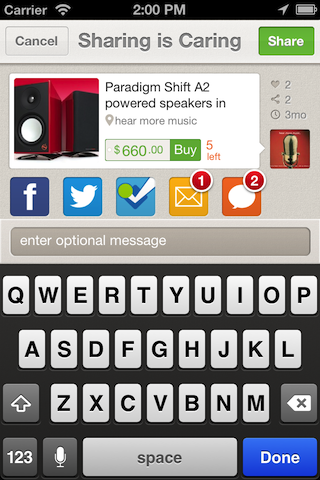 Carrier 2:00 PM
Cancel Sharing is Caring Share
Paradigm Shift A2
powered speakers in
hear more music
$660.00 Buy 5 left
2
2
3mo
f
1
2
enter optional message
Q W E R T Y U I O P
A S D F G H J K L
Z X C V B N M
123 space Done